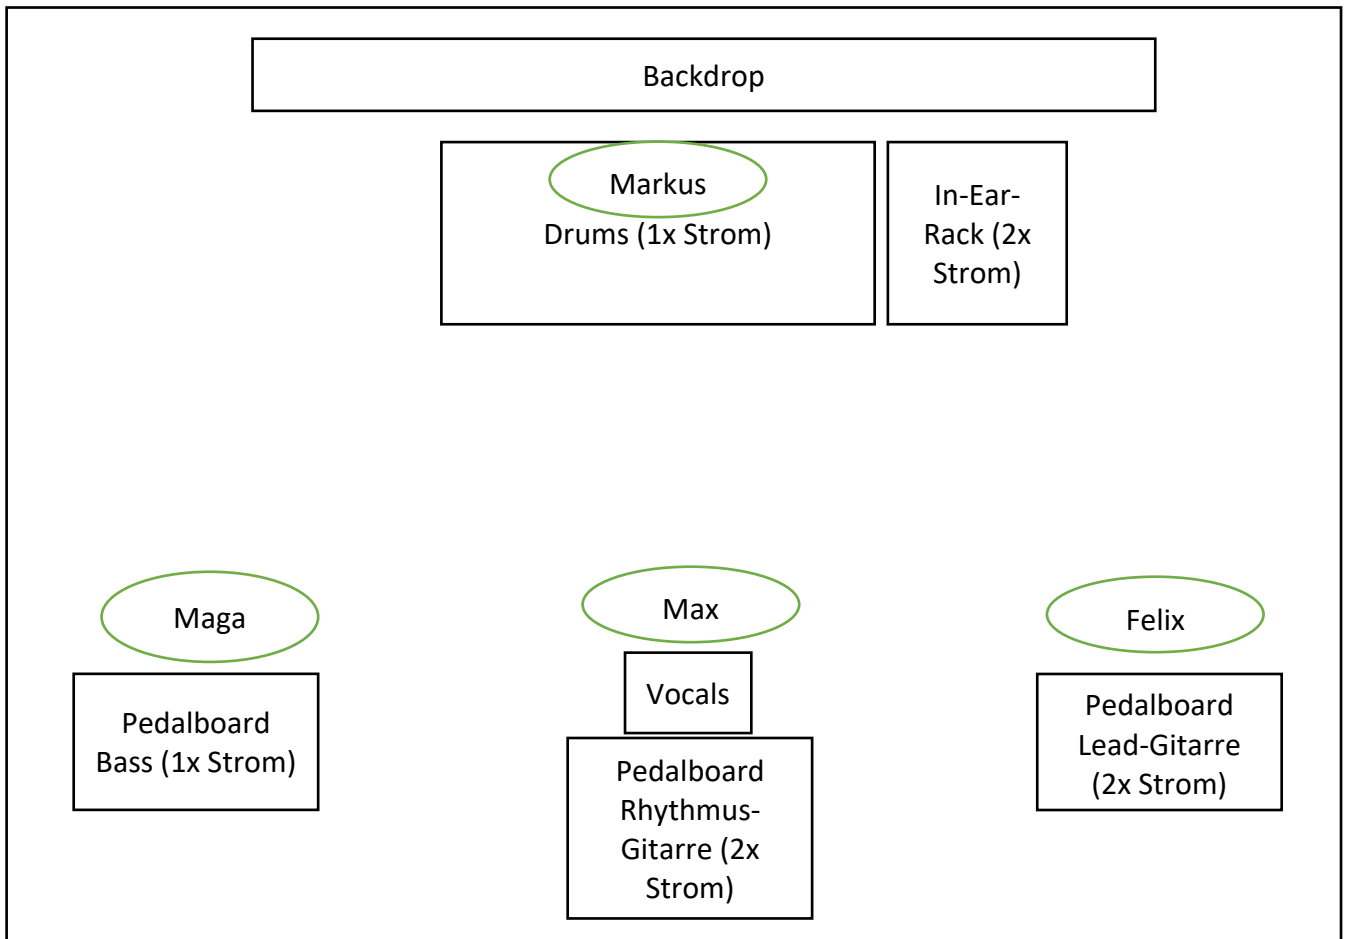 Backdrop
Markus
Drums (1x Strom)
In-Ear-
Rack (2x
Strom)
Maga
Pedalboard
Bass (1x Strom)
Max
Vocals
Pedalboard
Rhythmus-
Gitarre (2x
Strom)
Felix
Pedalboard
Lead-Gitarre
(2x Strom)